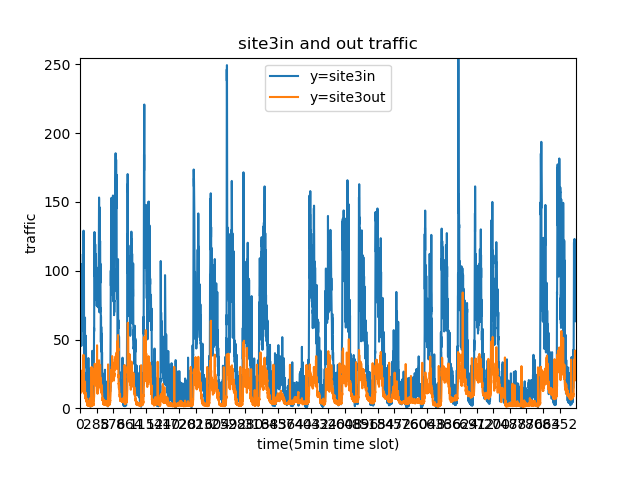 site3in and out traffic
y=site3in
y=site3out
250
200
150
100
50
0
traffic
time(5min time slot)